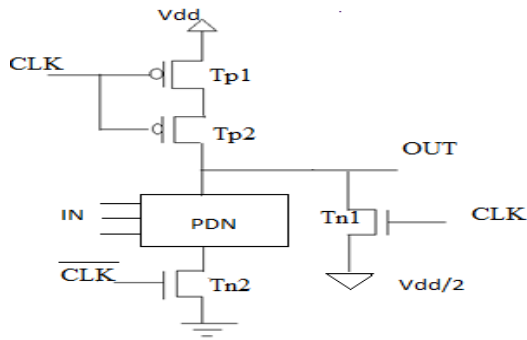 Vdd
CLK
Tp1
Tp2
OUT
IN
PDN
Tn1
CLK
CLK
Tn2
Vdd/2